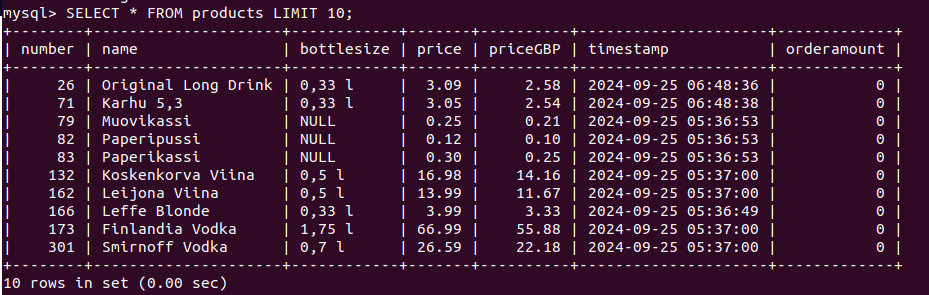 mysql> SELECT * FROM products LIMIT 10;
+--------+---------------------+------------+-------+----------+---------------------+-------------+
| number | name                | bottlesize | price | priceGBP | timestamp           | orderamount |
+--------+---------------------+------------+-------+----------+---------------------+-------------+
|     26 | Original Long Drink | 0,33 l     |  3.09 |     2.58 | 2024-09-25 06:48:36 |           0 |
|     71 | Karhu 5,3           | 0,33 l     |  3.05 |     2.54 | 2024-09-25 06:48:38 |           0 |
|     79 | Muovikassi          | NULL       |  0.25 |     0.21 | 2024-09-25 05:36:53 |           0 |
|     82 | Paperipussi         | NULL       |  0.12 |     0.10 | 2024-09-25 05:36:53 |           0 |
|     83 | Paperikassi         | NULL       |  0.30 |     0.25 | 2024-09-25 05:36:53 |           0 |
|    132 | Koskenkorva Viina   | 0,5 l      | 16.98 |    14.16 | 2024-09-25 05:37:00 |           0 |
|    162 | Leijona Viina       | 0,5 l      | 13.99 |    11.67 | 2024-09-25 05:37:00 |           0 |
|    166 | Leffe Blonde        | 0,33 l     |  3.99 |     3.33 | 2024-09-25 05:36:49 |           0 |
|    173 | Finlandia Vodka     | 1,75 l     | 66.99 |    55.88 | 2024-09-25 05:37:00 |           0 |
|    301 | Smirnoff Vodka      | 0,7 l      | 26.59 |    22.18 | 2024-09-25 05:37:00 |           0 |
+--------+---------------------+------------+-------+----------+---------------------+-------------+
10 rows in set (0.00 sec)